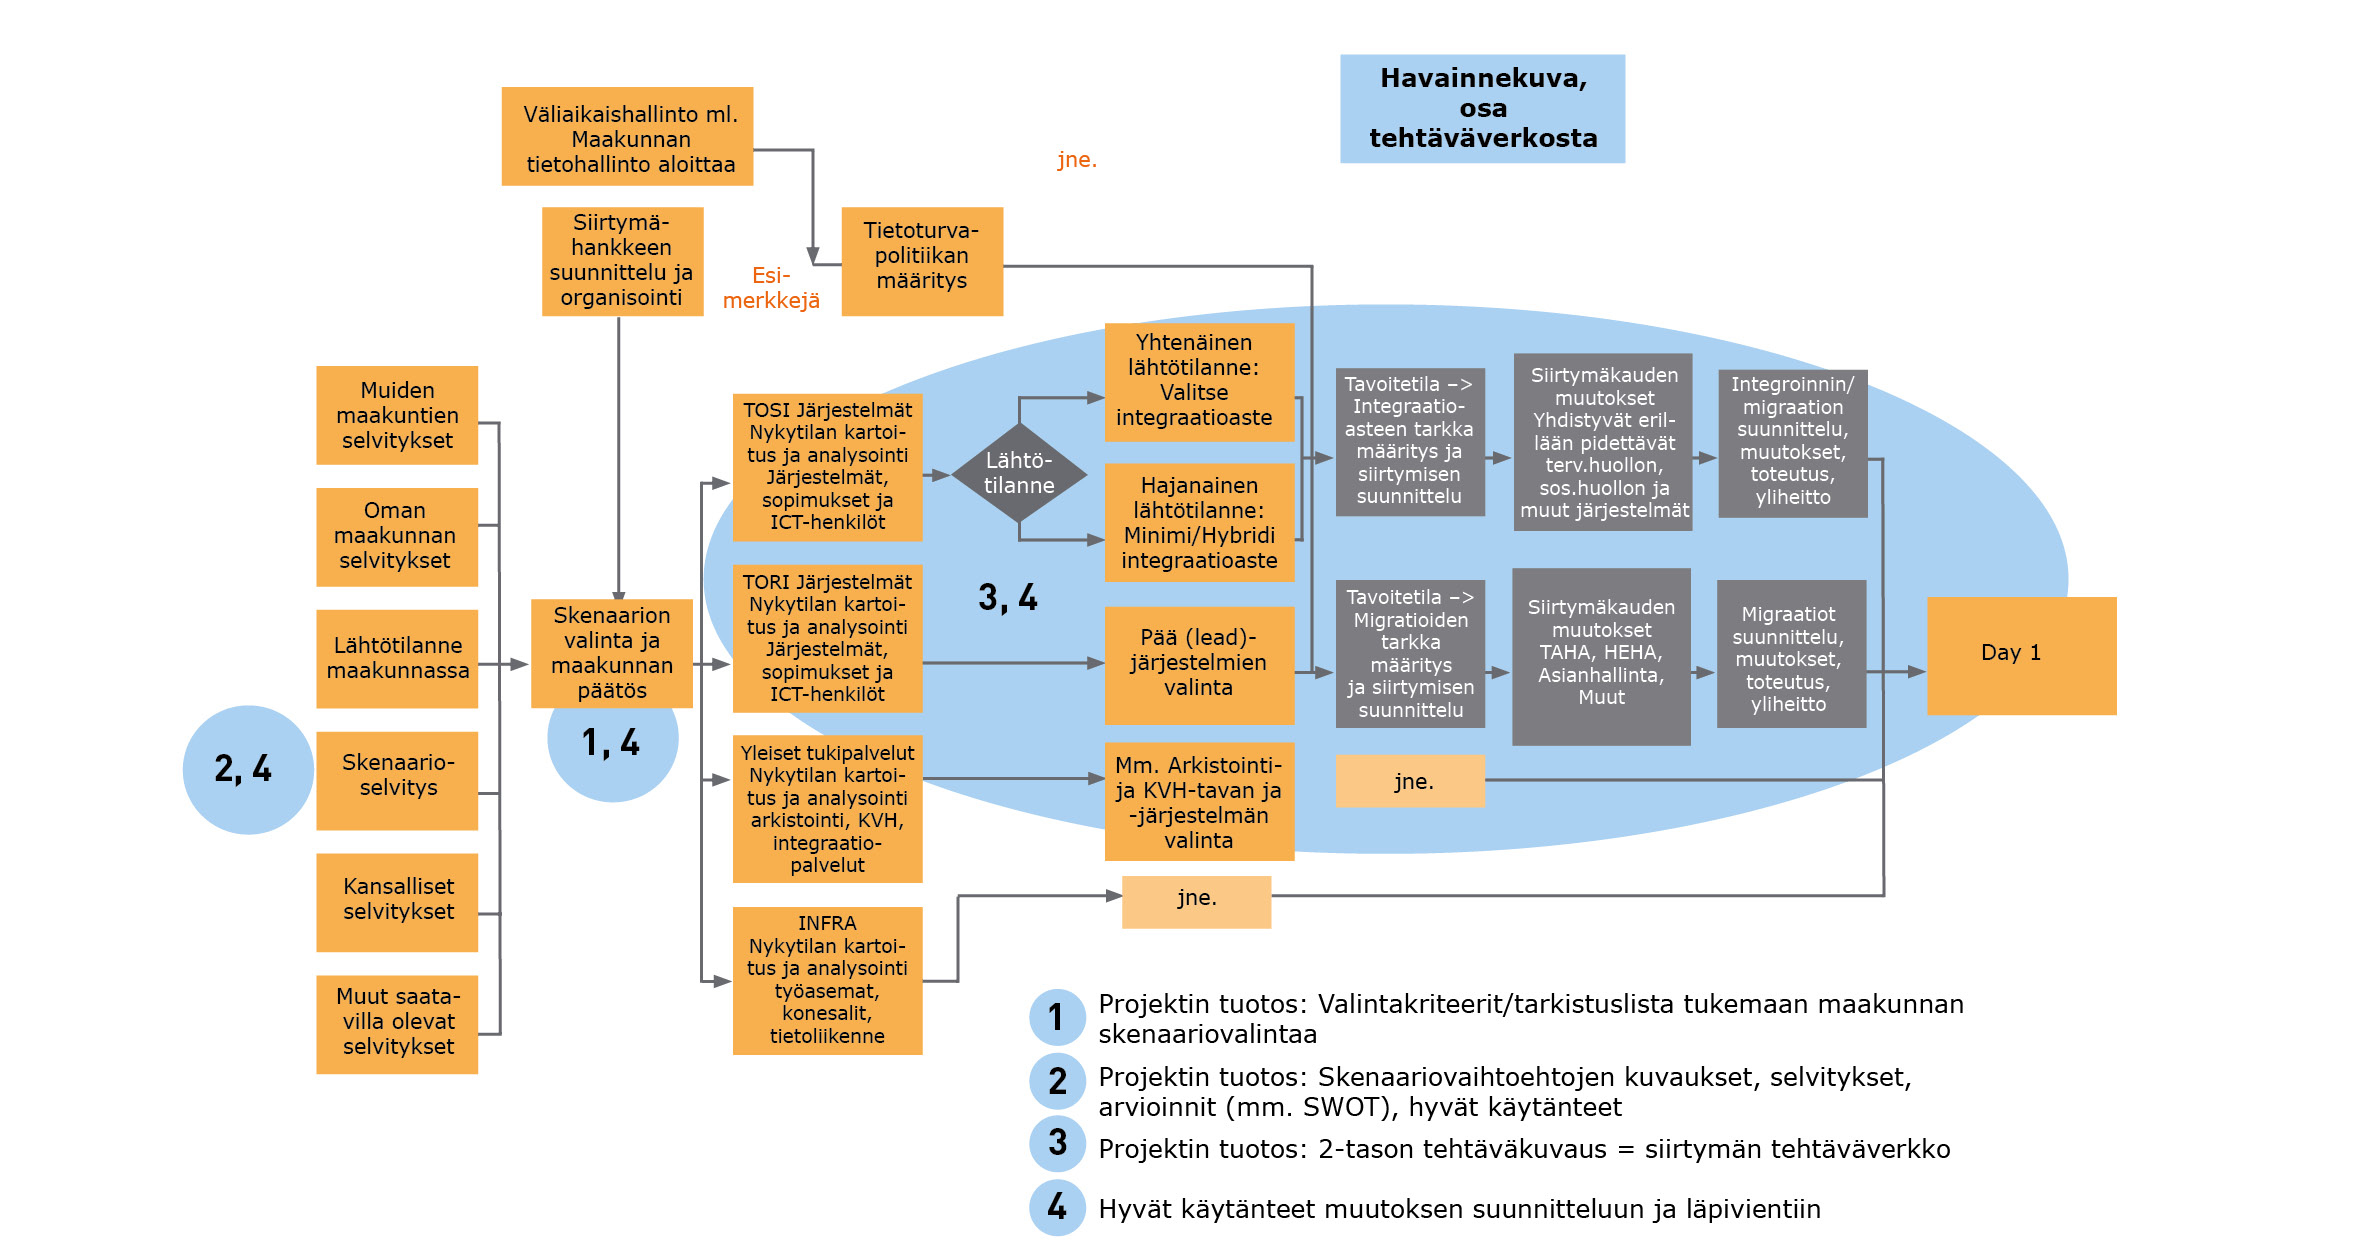 Havainnekuva,
osa
tehtäväverkosta
Väliaikaishallinto ml.
Maakunnan
tietohallinto aloittaa
jne.
Siirtymä-
hankkeen
suunnittelu ja
organisointi
Esi-
merkkejä
Tietoturva-
politiikan
määritys
Muiden
maakuntien
selvitykset
Oman
maakunnan
selvitykset
Lähtötilanne
maakunnassa
Skenaario-
selvitys
Kansalliset
selvitykset
Muut saata-
villa olevat
selvitykset
2, 4
Skenaarion
valinta ja
maakunnan
päätös
1, 4
TOSI Järjestelmät
Nykytilan kartoi-
tus ja analysointi
Järjestelmät,
sopimukset ja
ICT-henkilöt
TORI Järjestelmät
Nykytilan kartoi-
tus ja analysointi
Järjestelmät,
sopimukset ja
ICT-henkilöt
Yleiset tukipalvelut
Nykytilan kartoi-
tus ja analysointi
arkistointi, KVH,
integraatio-
palvelut
INFRA
Nykytilan kartoi-
tus ja analysointi
työasemat,
konesalit,
tietoliikenne
Lähtö-
tilanne
3, 4
Yhtenäinen
lähtötilanne:
Valitse
integraatioaste
Hajanainen
lähtötilanne:
Minimi/Hybridi
integraatioaste
Pää (lead)-
järjestelmien
valinta
Mm. Arkistointi-
ja KVH-tavan ja
-järjestelmän
valinta
jne.
Tavoitetila –>
Integraatio-
asteen tarkka
määritys ja
siirtymisen
suunnittelu
Siirtymäkauden
muutokset
Yhdistyvät eril-
lään pidettävät
terv.huollon,
sos.huollon ja
muut järjestelmät
Integroinnin/
migraation
suunnittelu,
muutokset,
toteutus,
yliheitto
Tavoitetila –>
Migratioiden
tarkka
määritys
ja siirtymisen
suunnittelu
Siirtymäkauden
muutokset
TAHA, HEHA,
Asianhallinta,
Muut
Migraatiot
suunnittelu,
muutokset,
toteutus,
yliheitto
jne.
Day 1
1 Projektin tuotos: Valintakriteerit/tarkistuslista tukemaan maakunnan
skenaariovalintaa
2 Projektin tuotos: Skenaariovaihtoehtojen kuvaukset, selvitykset,
arvioinnit (mm. SWOT), hyvät käytänteet
3 Projektin tuotos: 2-tason tehtäväkuvaus = siirtymän tehtäväverkko
4 Hyvät käytänteet muutoksen suunnitteluun ja läpivientiin